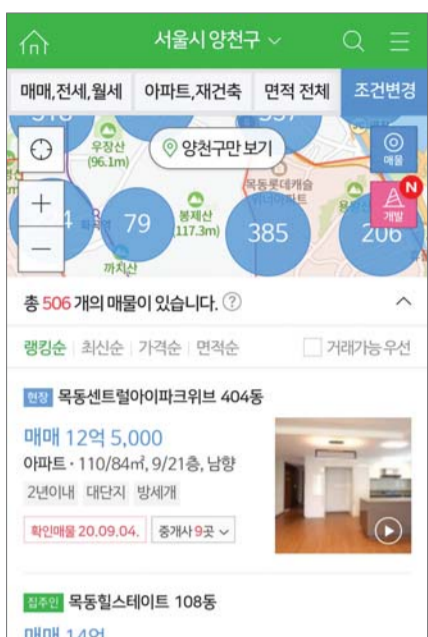 서울시 양천구
매매,전세,월세 아파트,재건축 면적 전체 조건변경
우장산
(96.1m)
양천구만 보기
매물
목동롯데캐슬
N
개발
79
봉제산
(117.3m)
385
206
까치산
총 506 개의 매물이 있습니다. ?
랭킹순 최신순 가격순 면적순 거래가능 우선
현장 목동센트럴아이파크위브 404동
매매 12억 5,000
아파트 · 110/84㎡, 9/21층, 남향
2년이내 대단지 방세개
확인매물 20.09.04. 중개사 9곳
집주인 목동힐스테이트 108동
매매 14억